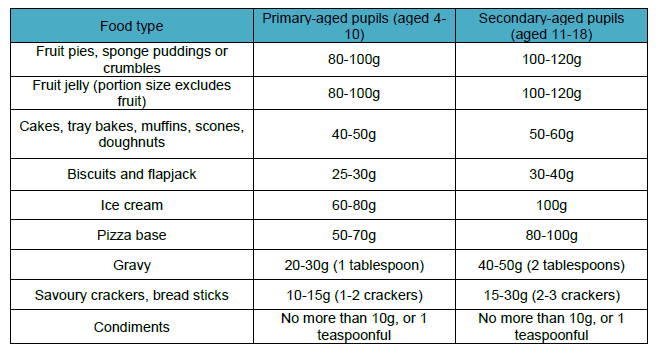 Food type
Primary-aged pupils (aged 4-
10)
Secondary-aged pupils
(aged 11-18)
Fruit pies, sponge puddings or
crumbles
80-100g
100-120g
Fruit jelly (portion size excludes
fruit)
80-100g
100-120g
Cakes, tray bakes, muffins, scones,
doughnuts
40-50g
50-60g
Biscuits and flapjack
25-30g
30-40g
Ice cream
60-80g
100g
Pizza base
50-70g
80-100g
Gravy
20-30g (1 tablespoon)
40-50g (2 tablespoons)
Savoury crackers, bread sticks
10-15g (1-2 crackers)
15-30g (2-3 crackers)
Condiments
No more than 10g, or 1
teaspoonful
No more than 10g, or 1
teaspoonful